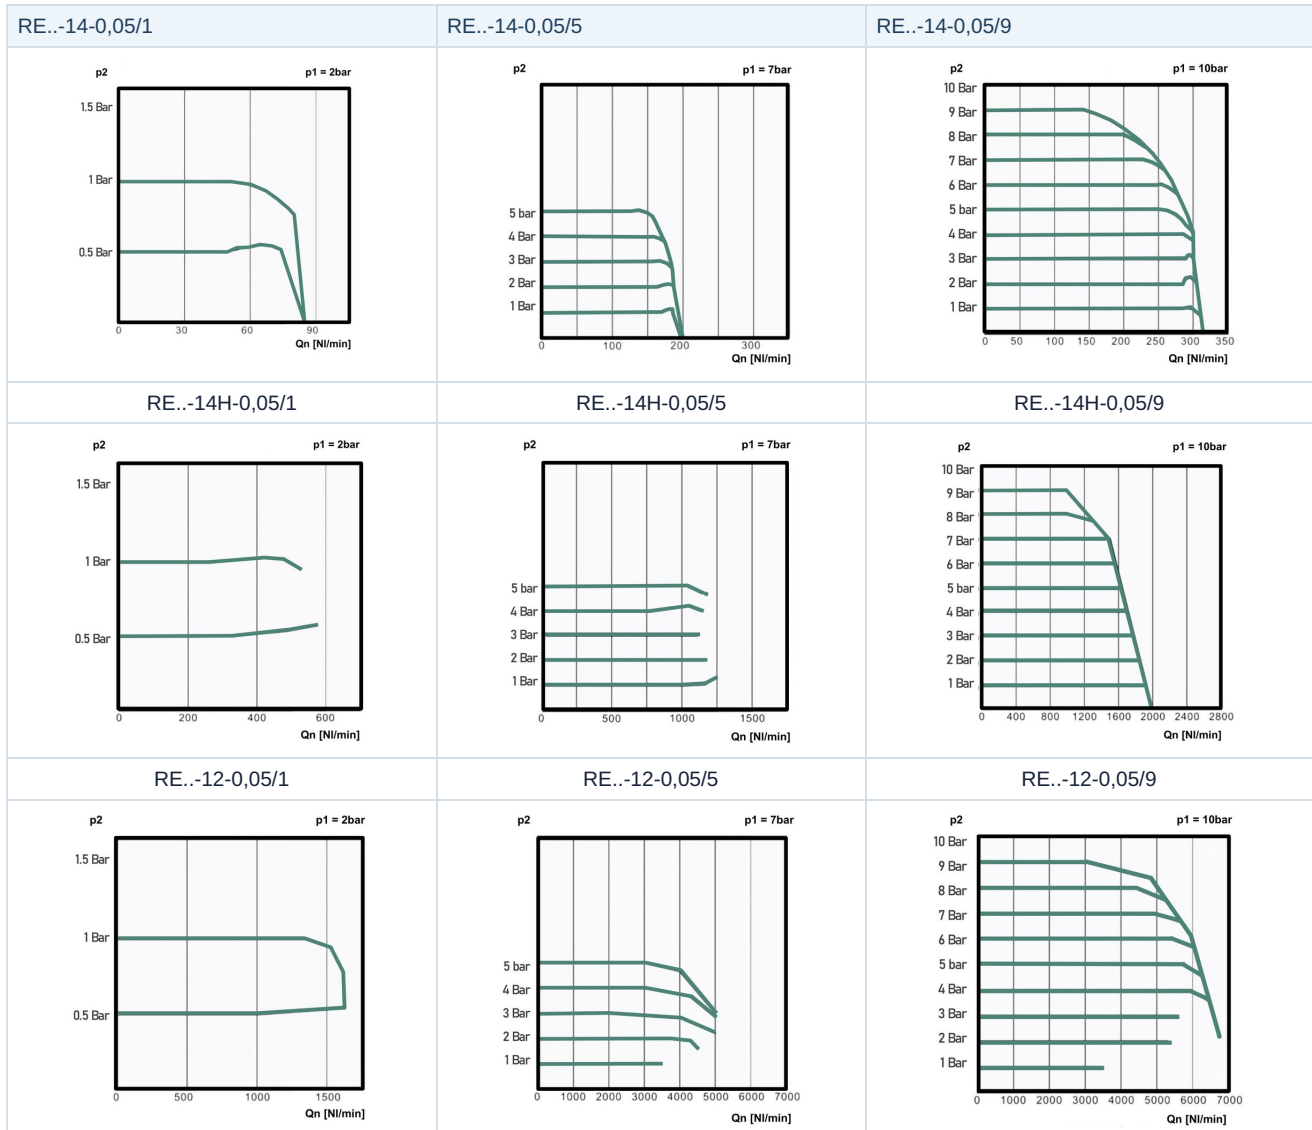 RE..-14-0,05/1
RE..-14-0,05/5
RE..-14-0,05/9
p2
p1 = 2bar
1.5 Bar
1 Bar
0.5 Bar
0 30 60 90
Qn [Nl/min]
p2
p1 = 7bar
5 bar
4 Bar
3 Bar
2 Bar
1 Bar
0 100 200 300
Qn [Nl/min]
p2
p1 = 10bar
10 Bar
9 Bar
8 Bar
7 Bar
6 Bar
5 bar
4 Bar
3 Bar
2 Bar
1 Bar
0 50 100 150 200 250 300 350
Qn [Nl/min]
RE..-14H-0,05/1
RE..-14H-0,05/5
RE..-14H-0,05/9
p2
p1 = 2bar
1.5 Bar
1 Bar
0.5 Bar
0 200 400 600
Qn [Nl/min]
p2
p1 = 7bar
5 bar
4 Bar
3 Bar
2 Bar
1 Bar
0 500 1000 1500
Qn [Nl/min]
p2
p1 = 10bar
10 Bar
9 Bar
8 Bar
7 Bar
6 Bar
5 bar
4 Bar
3 Bar
2 Bar
1 Bar
0 400 800 1200 1600 2000 2400 2800
Qn [Nl/min]
RE..-12-0,05/1
RE..-12-0,05/5
RE..-12-0,05/9
p2
p1 = 2bar
1.5 Bar
1 Bar
0.5 Bar
0 500 1000 1500
Qn [Nl/min]
p2
p1 = 7bar
5 bar
4 Bar
3 Bar
2 Bar
1 Bar
0 1000 2000 3000 4000 5000 6000 7000
Qn [Nl/min]
p2
p1 = 10bar
10 Bar
9 Bar
8 Bar
7 Bar
6 Bar
5 bar
4 Bar
3 Bar
2 Bar
1 Bar
0 1000 2000 3000 4000 5000 6000 7000
Qn [Nl/min]